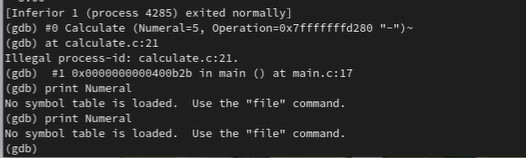 [Inferior 1 (process 4285) exited normally]
(gdb) #0 Calculate (Numeral=5, Operation=0x7fffffffd280 "-")~
(gdb) at calculate.c:21
Illegal process-id: calculate.c:21.
(gdb)  #1 0x0000000000400b2b in main () at main.c:17
(gdb) print Numeral
No symbol table is loaded.  Use the "file" command.
(gdb) print Numeral
No symbol table is loaded.  Use the "file" command.
(gdb)